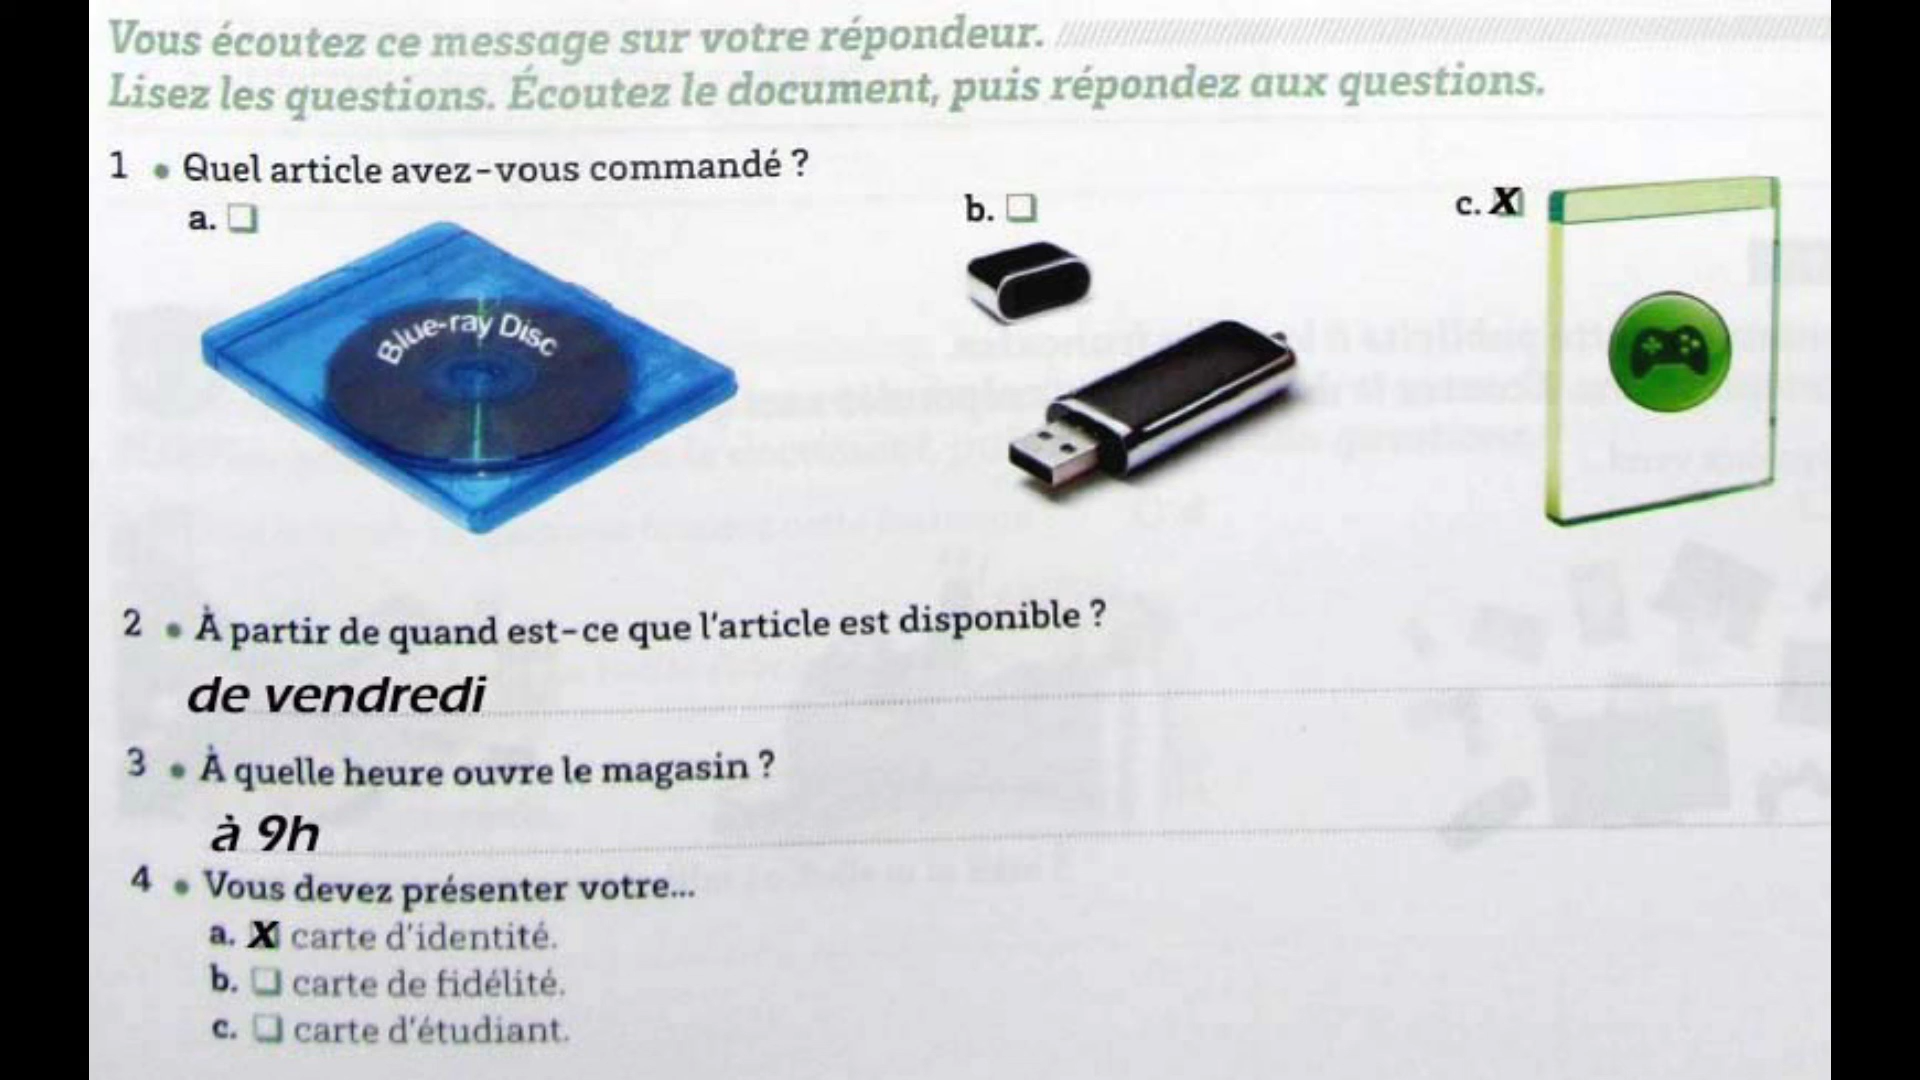 Vous écoutez ce message sur votre répondeur.
Lisez les questions. Écoutez le document, puis répondez aux questions.
1 • Quel article avez-vous commandé ?
a. ❑ b. ❑ c. X
Blue-ray Disc
2 • À partir de quand est-ce que l'article est disponible ?
de vendredi
3 • À quelle heure ouvre le magasin ?
à 9h
4 • Vous devez présenter votre...
a. X carte d'identité.
b. ❑ carte de fidélité.
c. ❑ carte d'étudiant.